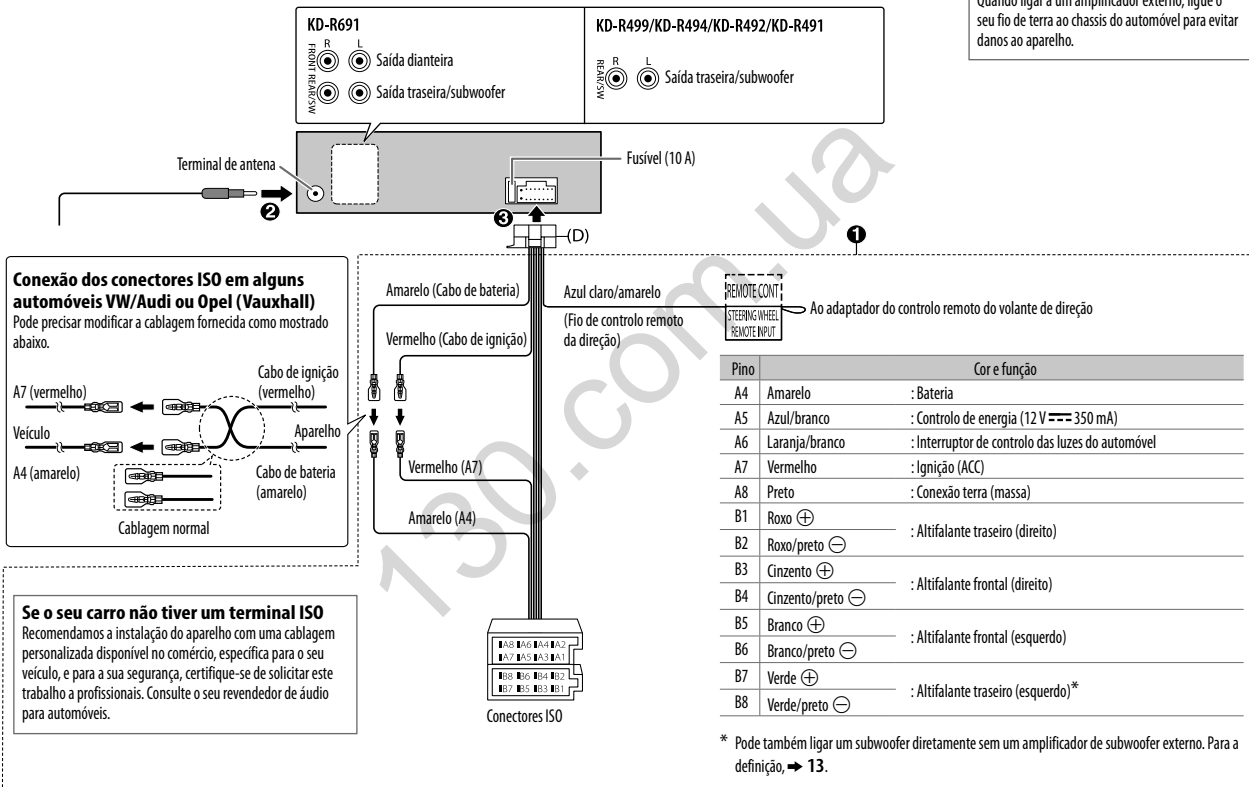 Quando ligar a um amplificador externo, ligue o
seu fio de terra ao chassis do automóvel para evitar
danos ao aparelho.
KD-R691
R L
FRONT
Saída dianteira
REAR/SW
Saída traseira/subwoofer
KD-R499/KD-R494/KD-R492/KD-R491
R L
REAR/SW
Saída traseira/subwoofer
Terminal de antena
Fusível (10 A)
2
3
(D)
1
Conexão dos conectores ISO em alguns
automóveis VW/Audi ou Opel (Vauxhall)
Pode precisar modificar a cablagem fornecida como mostrado
abaixo.
Cabo de ignição
(vermelho)
A7 (vermelho)
Veículo
Aparelho
A4 (amarelo)
Cabo de bateria
(amarelo)
Cablagem normal
Amarelo (Cabo de bateria)
Vermelho (Cabo de ignição)
Azul claro/amarelo
(Fio de controlo remoto
da direção)
REMOTE CONT
STEERING WHEEL
REMOTE INPUT
Ao adaptador do controlo remoto do volante de direção
Vermelho (A7)
Amarelo (A4)
A8 A6 A4 A2
A7 A5 A3 A1
B8 B6 B4 B2
B7 B5 B3 B1
Conectores ISO
Se o seu carro não tiver um terminal ISO
Recomendamos a instalação do aparelho com uma cablagem
personalizada disponível no comércio, específica para o seu
veículo, e para a sua segurança, certifique-se de solicitar este
trabalho a profissionais. Consulte o seu revendedor de áudio
para automóveis.
Pino Cor e função
A4 Amarelo : Bateria
A5 Azul/branco : Controlo de energia (12 V ⎓ 350 mA)
A6 Laranja/branco : Interruptor de controlo das luzes do automóvel
A7 Vermelho : Ignição (ACC)
A8 Preto : Conexão terra (massa)
B1 Roxo ⊕ : Altifalante traseiro (direito)
B2 Roxo/preto ⊖
B3 Cinzento ⊕ : Altifalante frontal (direito)
B4 Cinzento/preto ⊖
B5 Branco ⊕ : Altifalante frontal (esquerdo)
B6 Branco/preto ⊖
B7 Verde ⊕ : Altifalante traseiro (esquerdo)*
B8 Verde/preto ⊖
* Pode também ligar um subwoofer diretamente sem um amplificador de subwoofer externo. Para a
definição, ➜ 13.
130.com.ua